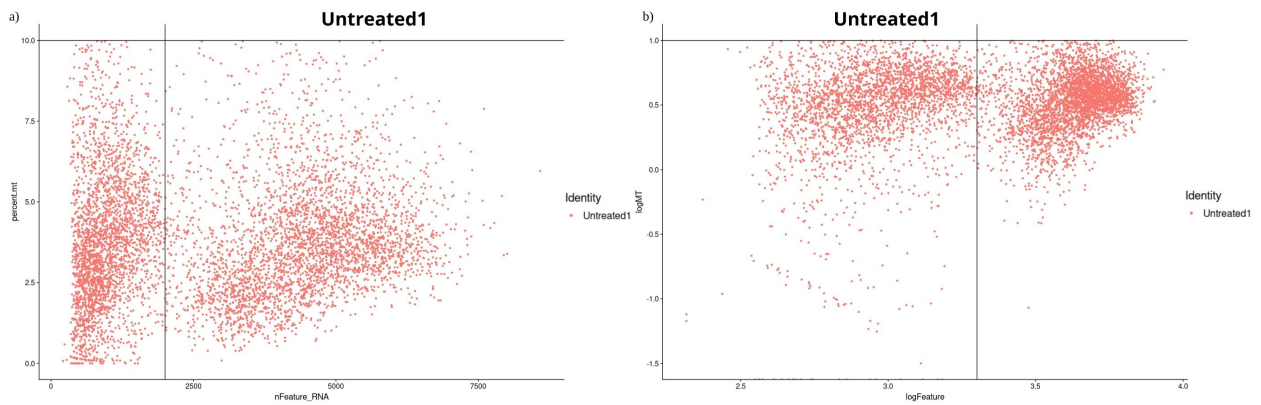 a)
Untreated1
10.0
7.5
5.0
2.5
0.0
percent.mt
0
2500
5000
7500
nFeature_RNA
Identity
Untreated1
b)
Untreated1
1.0
0.5
0.0
-0.5
-1.0
-1.5
logMT
2.5
3.0
3.5
4.0
logFeature
Identity
Untreated1